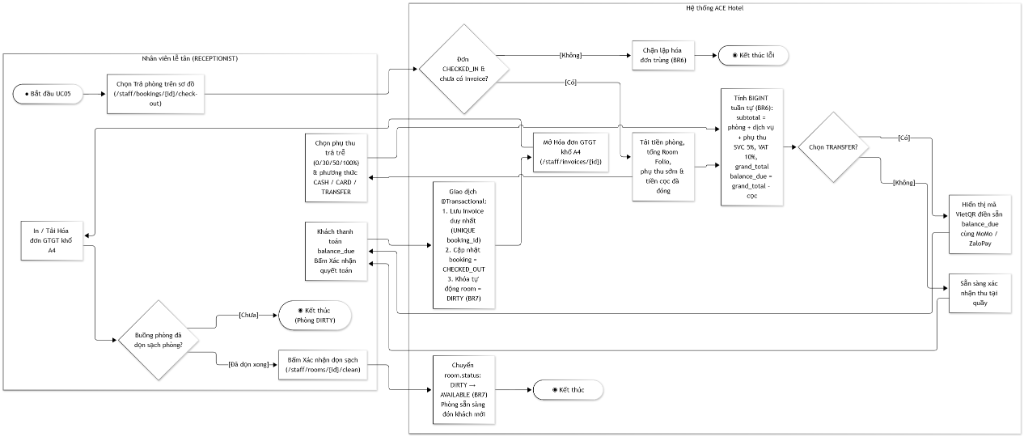 Hệ thống ACE Hotel
Nhân viên lễ tân (RECEPTIONIST)
● Bắt đầu UC05
Chọn Trả phòng trên sơ đồ
(/staff/bookings/[id]/check-
out)
Đơn
CHECKED_IN &
chưa có Invoice?
[Không]
Chặn lập hóa
đơn trùng (BR6)
◉ Kết thúc lỗi
[Có]
Chọn phụ thu
trả trễ
(0/30/50/100%)
& phương thức
CASH / CARD /
TRANSFER
Mở Hóa đơn GTGT
khổ A4
(/staff/invoices/[id])
Tải tiền phòng,
tổng Room
Folio,
phụ thu sớm &
tiền cọc đã
đóng
Tính BIGINT
tuần tự (BR6):
subtotal =
phòng + dịch vụ
+ phụ thu
SVC 5%, VAT
10%,
grand_total
balance_due =
grand_total -
cọc
Chọn TRANSFER?
[Có]
[Không]
Hiển thị mã
VietQR điền sẵn
balance_due
cùng MoMo /
ZaloPay
Sẵn sàng xác
nhận thu tại
quầy
In / Tải Hóa
đơn GTGT khổ
A4
Khách thanh
toán
balance_due
Bấm Xác nhận
quyết toán
Giao dịch
@Transactional:
1. Lưu Invoice
duy nhất
(UNIQUE
booking_id)
2. Cập nhật
booking =
CHECKED_OUT
3. Khóa tự
động room =
DIRTY (BR7)
Buồng phòng đã
dọn sạch phòng?
[Chưa]
◉ Kết thúc
(Phòng DIRTY)
[Đã dọn xong]
Bấm Xác nhận dọn sạch
(/staff/rooms/[id]/clean)
Chuyển
room.status:
DIRTY →
AVAILABLE (BR7)
Phòng sẵn sàng
đón khách mới
◉ Kết thúc